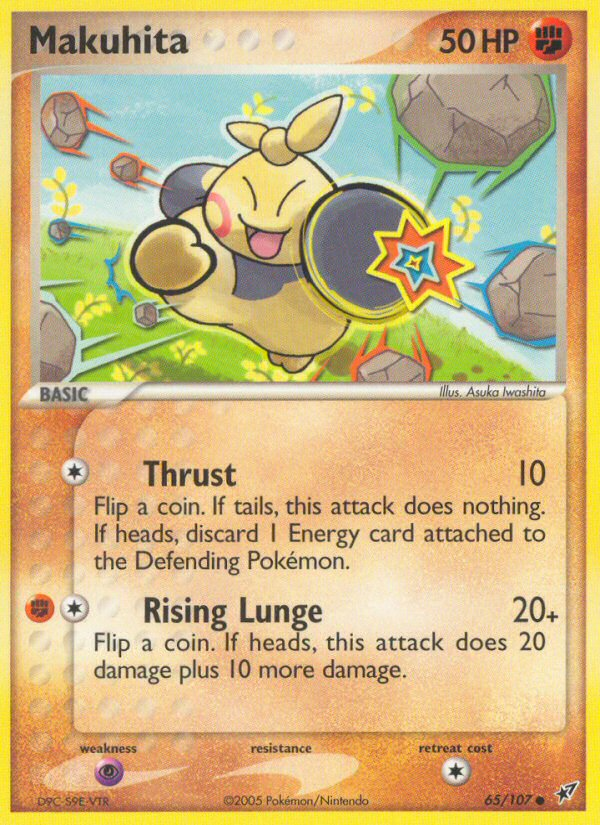 Makuhita 50 HP
BASIC Illus. Asuka Iwashita
Thrust 10
Flip a coin. If tails, this attack does nothing.
If heads, discard 1 Energy card attached to
the Defending Pokémon.
Rising Lunge 20+
Flip a coin. If heads, this attack does 20
damage plus 10 more damage.
weakness resistance retreat cost
D9C-S9E-VTR ©2005 Pokémon/Nintendo 65/107